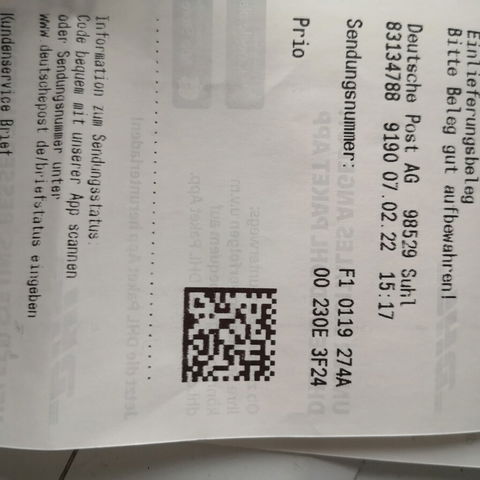 Einlieferungsbeleg
Bitte Beleg gut aufbewahren!
Deutsche Post AG 98529 Suhl
83134788 9190 07.02.22 15:17
Sendungsnummer: F1 0119 274A
00 230E 3F24
Prio
Information zum Sendungsstatus:
Code bequem mit unserer App scannen
oder Sendungsnummer unter
www deutschepost de/briefstatus eingeben
Kundenservice Brief